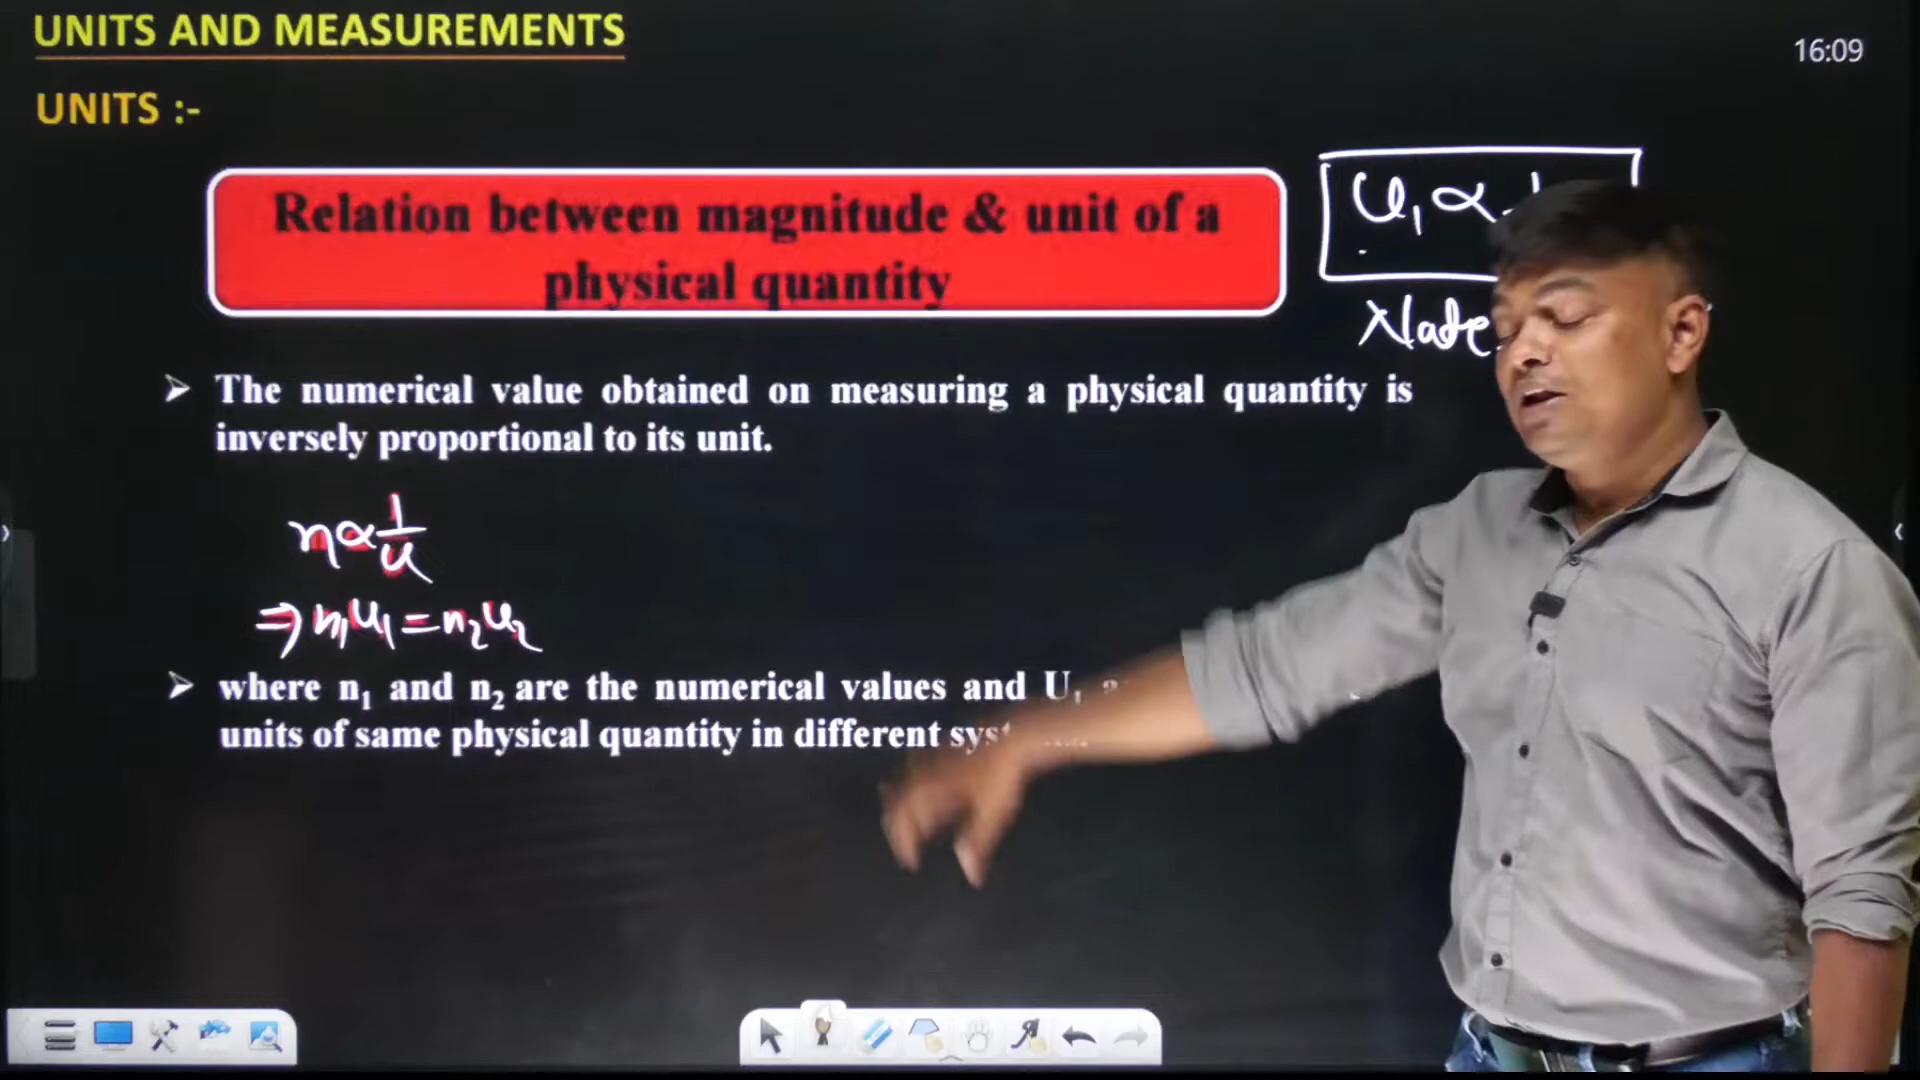 UNITS AND MEASUREMENTS
16:09
UNITS :-
Relation between magnitude & unit of a
physical quantity
U₁ ∝
➤ The numerical value obtained on measuring a physical quantity is
inversely proportional to its unit.
n ∝ 1/u
⇒ n₁u₁ = n₂u₂
➤ where n₁ and n₂ are the numerical values and U₁
units of same physical quantity in different